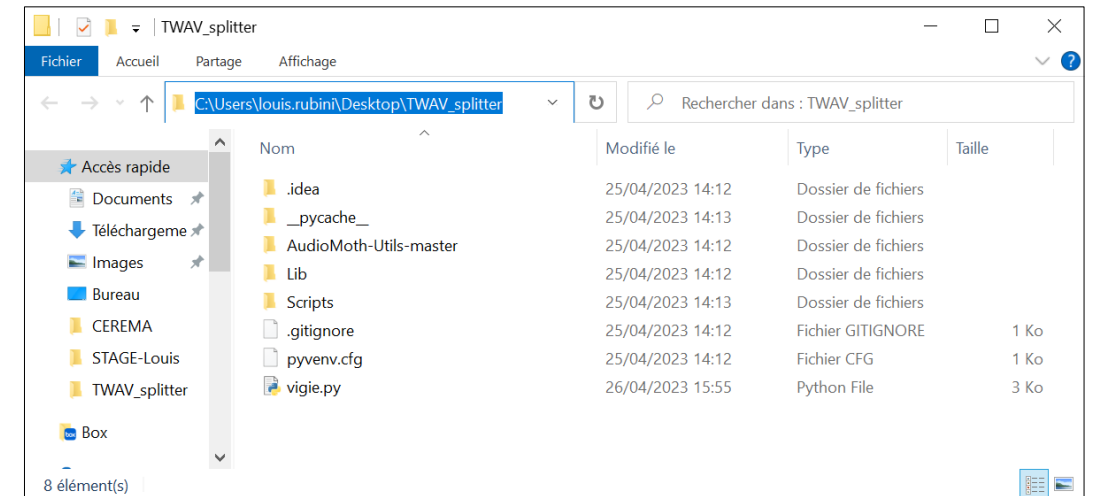 TWAV_splitter
Fichier Accueil Partage Affichage
C:\Users\louis.rubini\Desktop\TWAV_splitter Rechercher dans : TWAV_splitter
Nom Modifié le Type Taille
Accès rapide
Documents
Téléchargeme
Images
Bureau
CEREMA
STAGE-Louis
TWAV_splitter
Box
.idea 25/04/2023 14:12 Dossier de fichiers
__pycache__ 25/04/2023 14:13 Dossier de fichiers
AudioMoth-Utils-master 25/04/2023 14:12 Dossier de fichiers
Lib 25/04/2023 14:12 Dossier de fichiers
Scripts 25/04/2023 14:13 Dossier de fichiers
.gitignore 25/04/2023 14:12 Fichier GITIGNORE 1 Ko
pyvenv.cfg 25/04/2023 14:12 Fichier CFG 1 Ko
vigie.py 26/04/2023 15:55 Python File 3 Ko
8 élément(s)